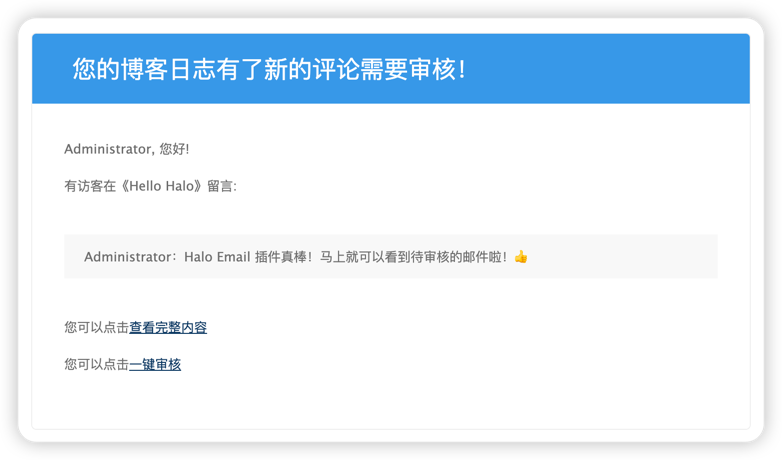 您的博客日志有了新的评论需要审核！
Administrator, 您好!
有访客在《Hello Halo》留言:
Administrator：Halo Email 插件真棒！马上就可以看到待审核的邮件啦！👍
您可以点击查看完整内容
您可以点击一键审核